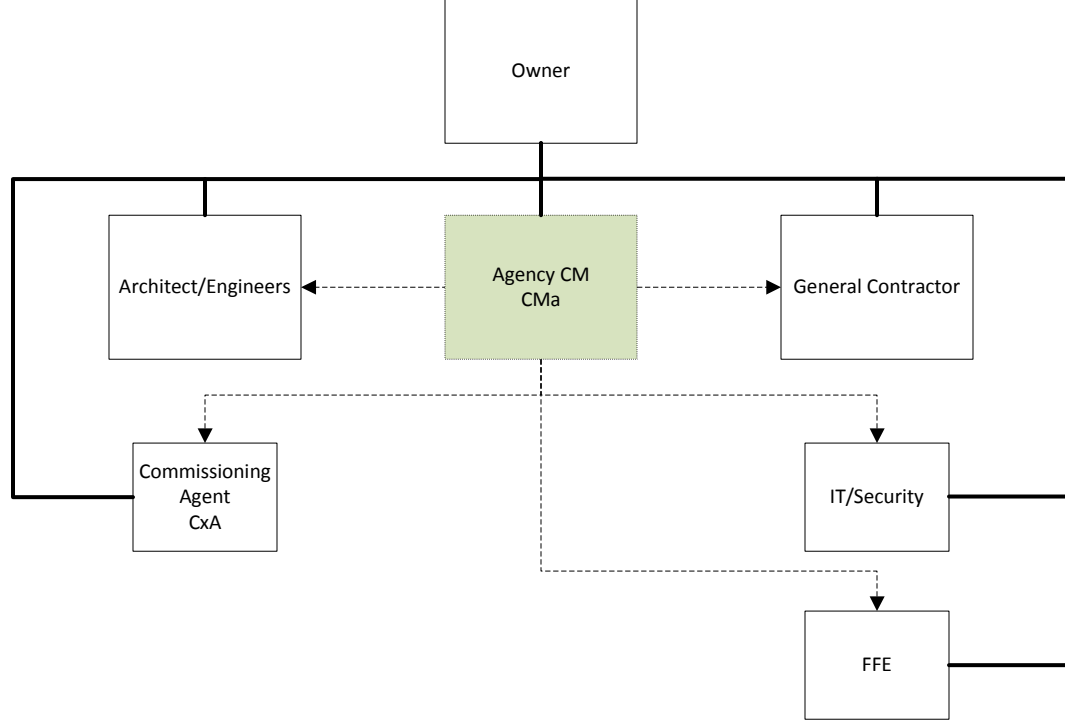 Owner
Architect/Engineers
Agency CM
CMa
General Contractor
Commissioning
Agent
CxA
IT/Security
FFE